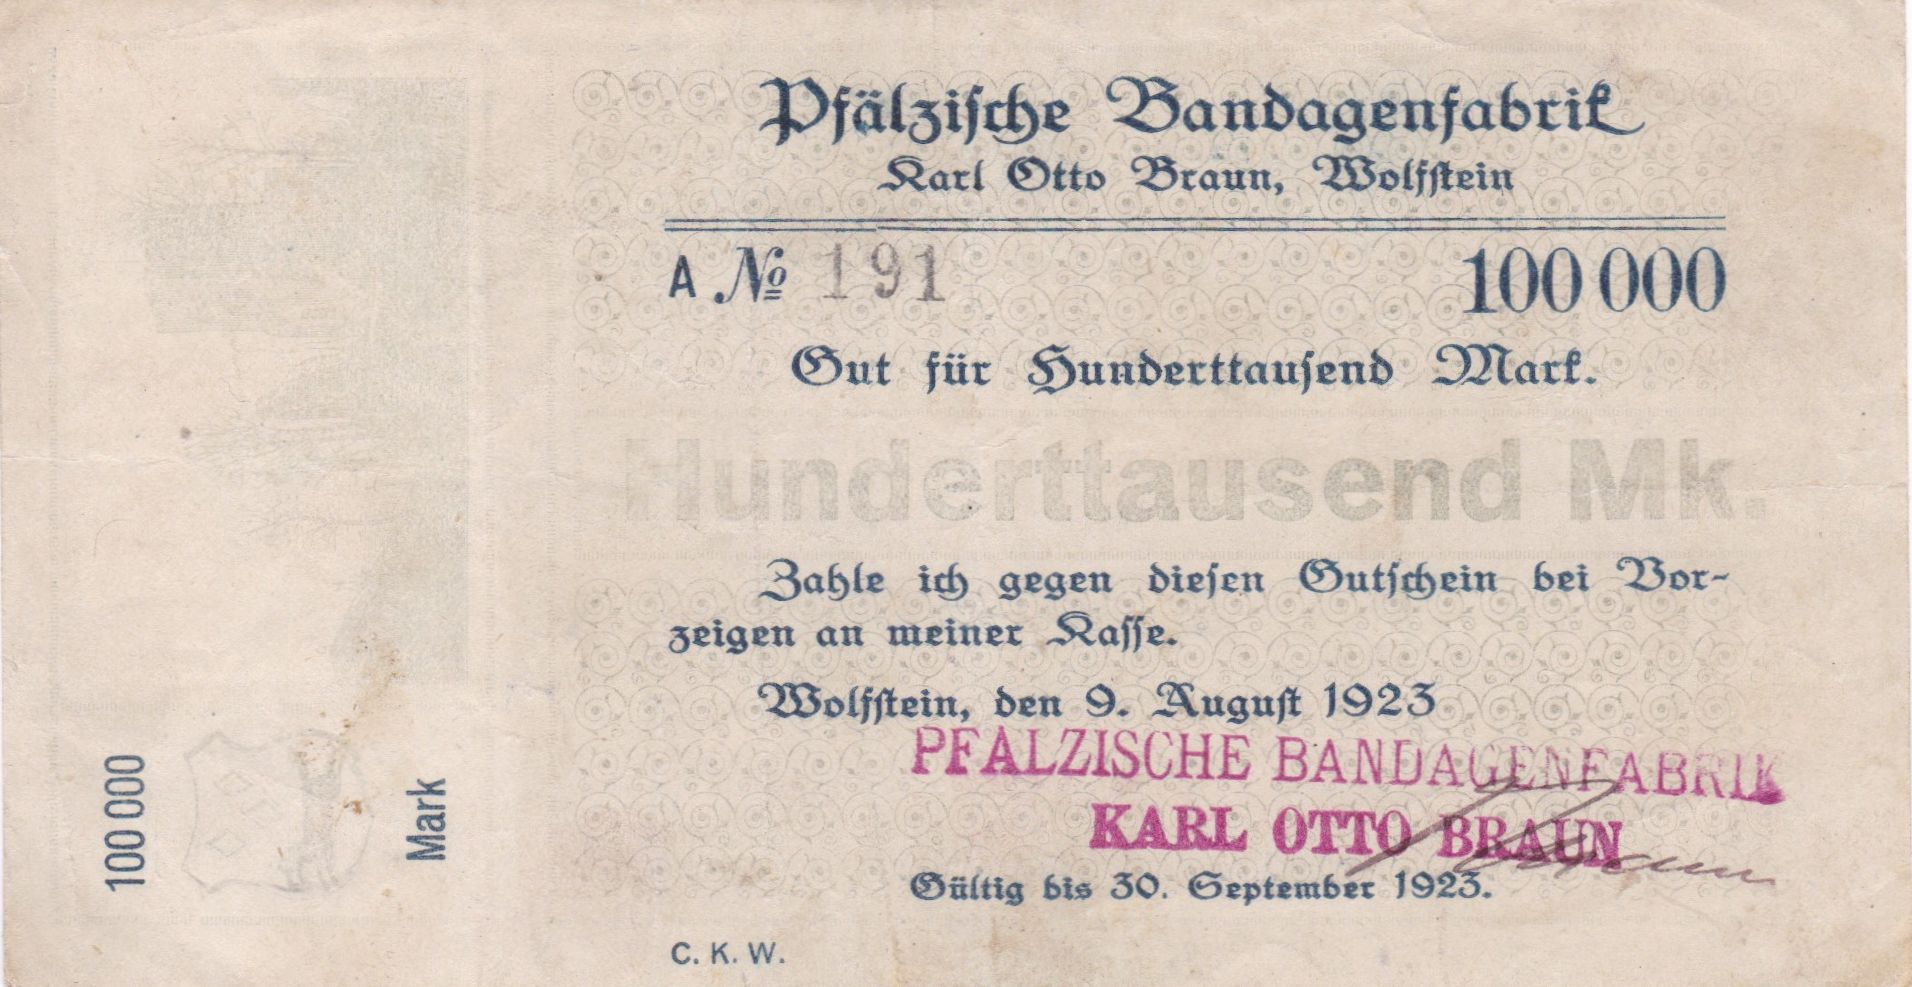 Pfälzische Bandagenfabrik
Karl Otto Braun, Wolfstein
A № 191
100 000
Gut für Hunderttausend Mark.
Hunderttausend Mk.
Zahle ich gegen diesen Gutschein bei Vor-
zeigen an meiner Kasse.
Wolfstein, den 9. August 1923
PFÄLZISCHE BANDAGENFABRIK
KARL OTTO BRAUN
Gültig bis 30. September 1923.
C. K. W.
100 000
Mark